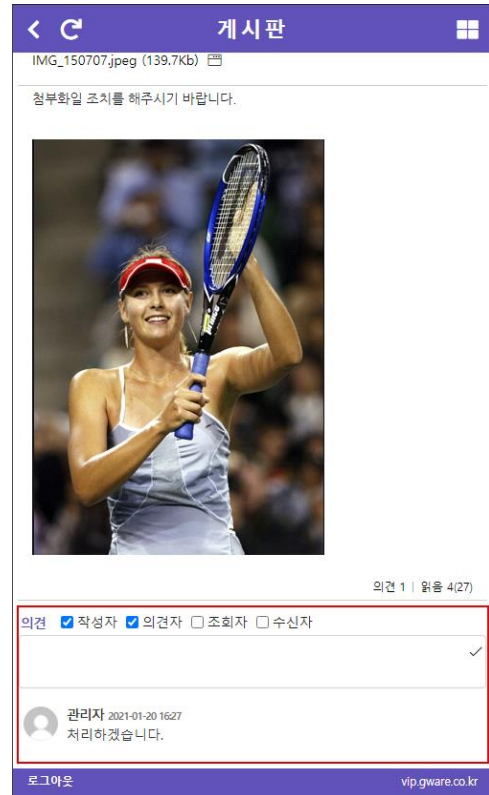 게시판
IMG_150707.jpeg (139.7Kb)
첨부화일 조치를 해주시기 바랍니다.
의견 1 | 읽음 4(27)
의견 작성자 의견자 조회자 수신자
관리자 2021-01-20 16:27
처리하겠습니다.
로그아웃 vip.gware.co.kr